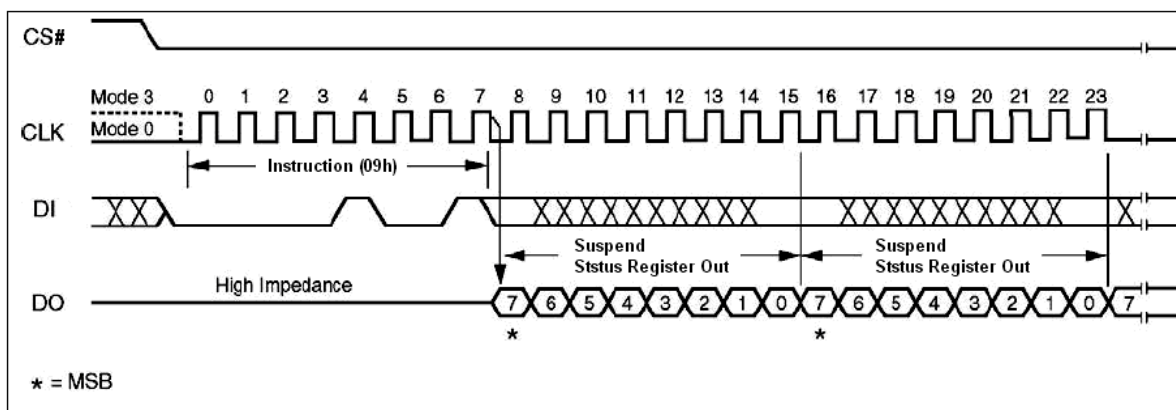 CS#
Mode 3 0 1 2 3 4 5 6 7 8 9 10 11 12 13 14 15 16 17 18 19 20 21 22 23
CLK Mode 0
Instruction (09h)
DI
Suspend Suspend
Ststus Register Out Ststus Register Out
High Impedance
DO 7 6 5 4 3 2 1 0 7 6 5 4 3 2 1 0 7
* *
* = MSB